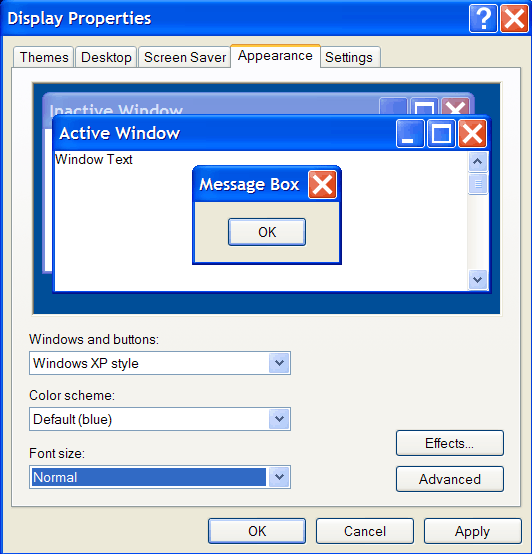 Display Properties
Themes Desktop Screen Saver Appearance Settings
Inactive Window
Active Window
Window Text
Message Box
OK
Windows and buttons:
Windows XP style
Color scheme:
Default (blue)
Effects...
Font size:
Normal
Advanced
OK Cancel Apply